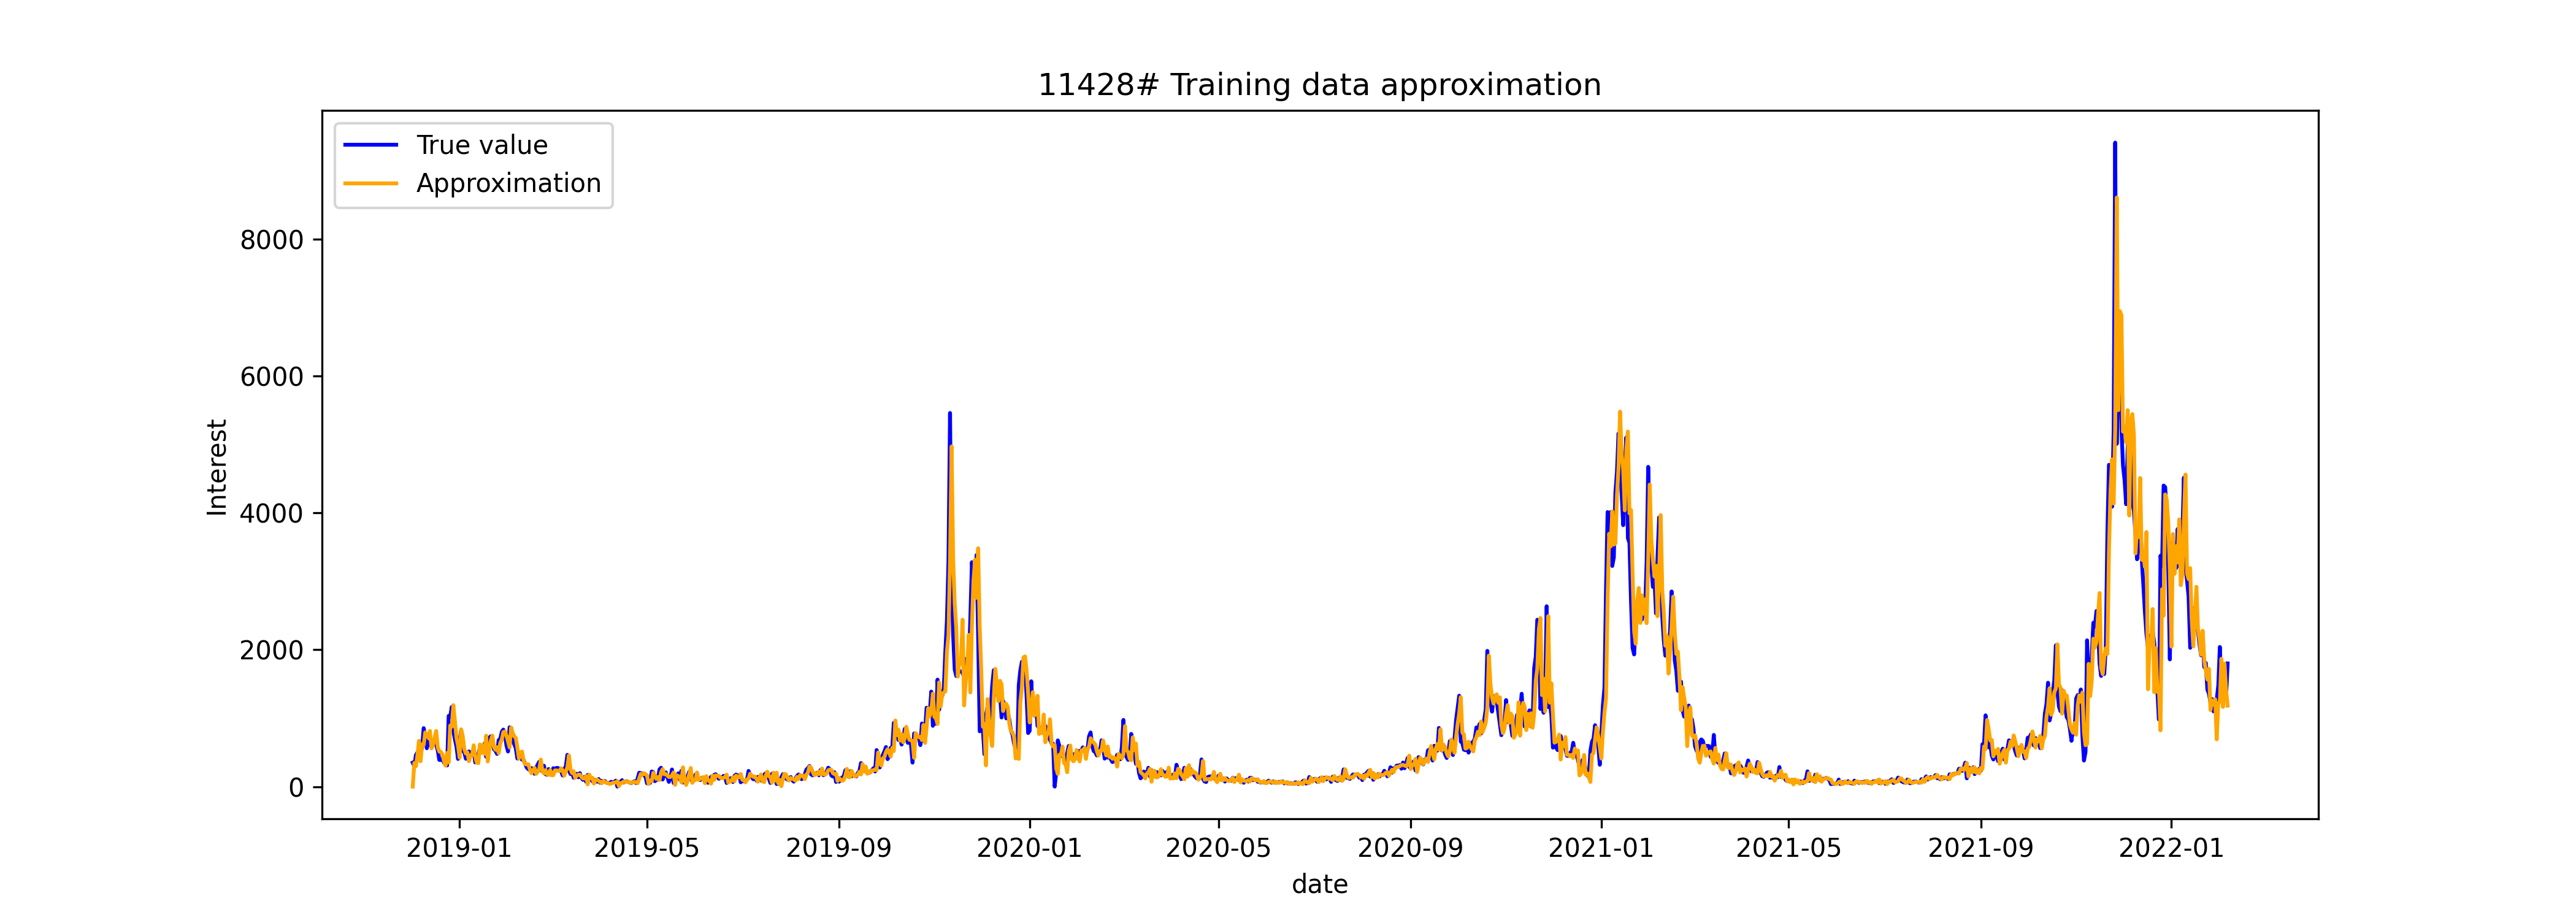 11428# Training data approximation
True value
Approximation
Interest
8000
6000
4000
2000
0
2019-01 2019-05 2019-09 2020-01 2020-05 2020-09 2021-01 2021-05 2021-09 2022-01
date